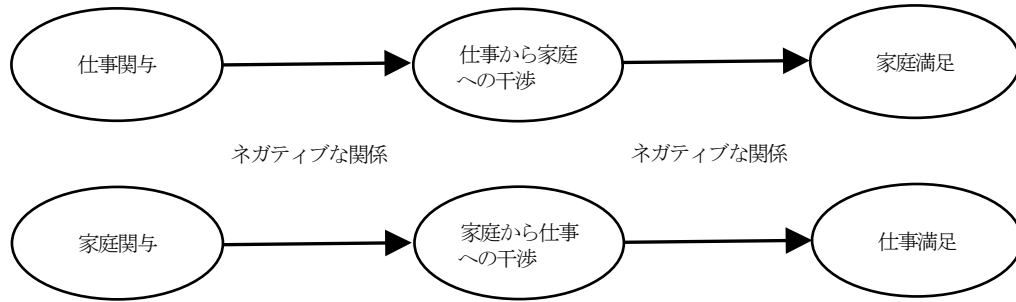 仕事関与
仕事から家庭
への干渉
家庭満足
ネガティブな関係
ネガティブな関係
家庭関与
家庭から仕事
への干渉
仕事満足